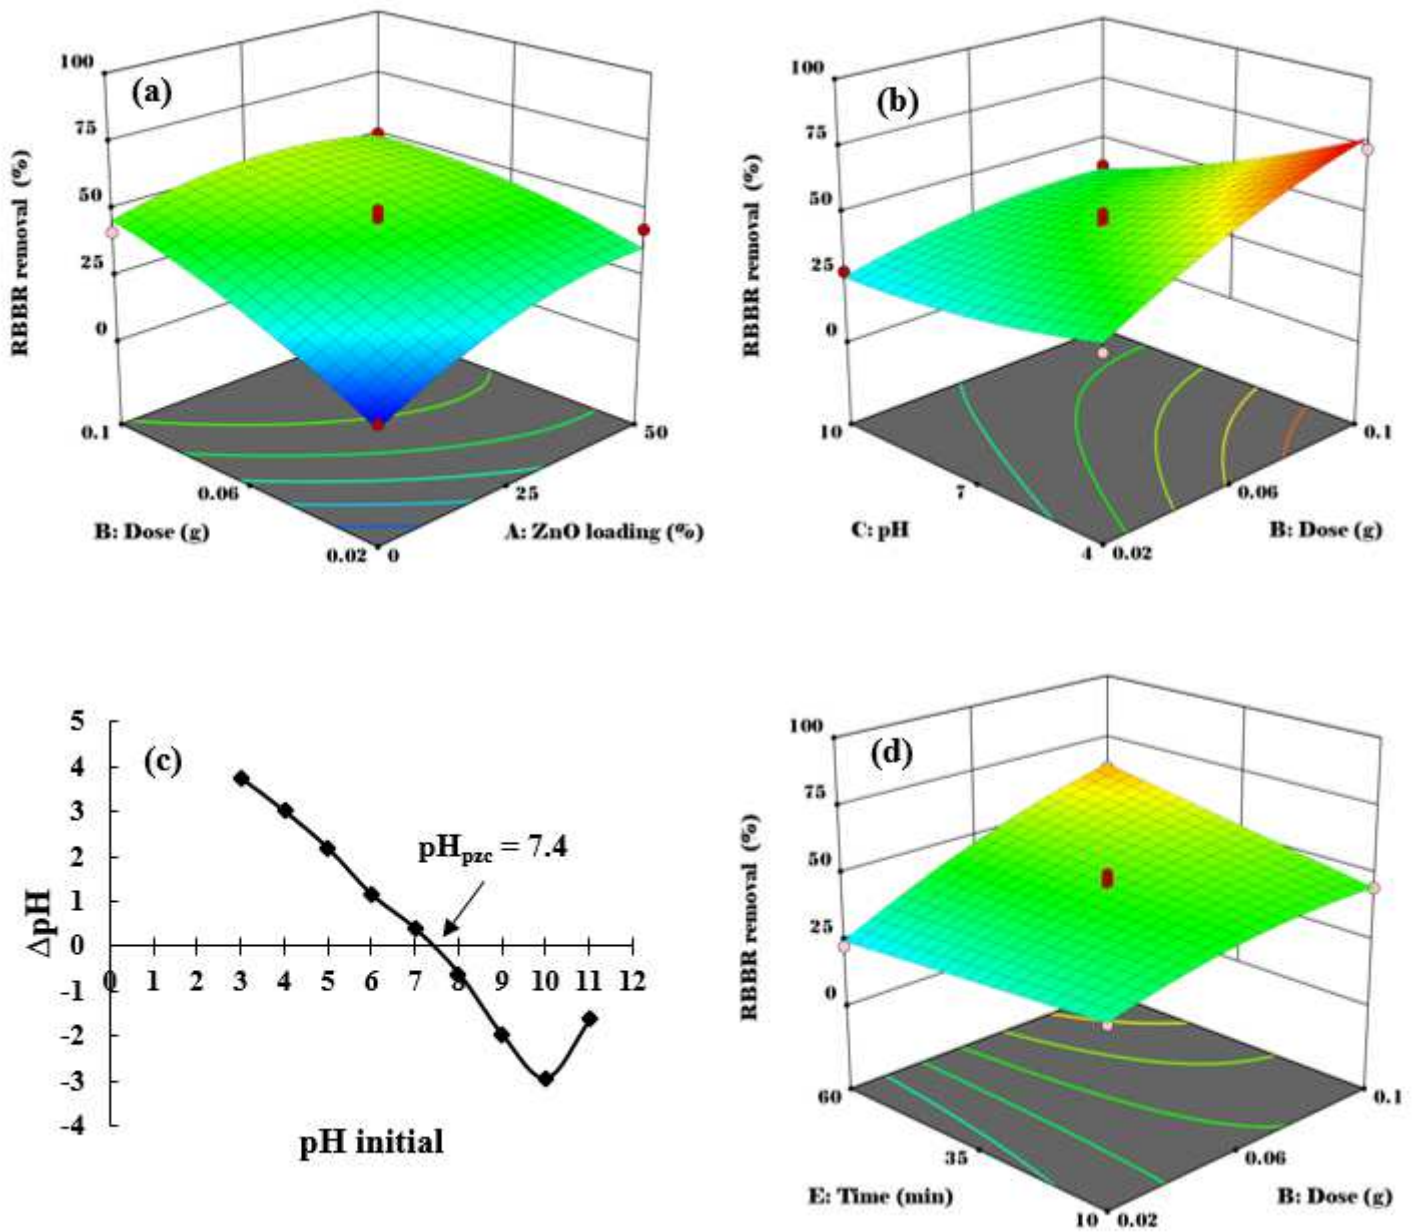 (a)
100
75
50
25
0
RBBR removal (%)
0.1
0.06
0.02
B: Dose (g)
0
25
50
A: ZnO loading (%)
(b)
100
75
50
25
0
RBBR removal (%)
10
7
4
C: pH
0.02
0.06
0.1
B: Dose (g)
(c)
5
4
3
2
1
0
-1
-2
-3
-4
ΔpH
0 1 2 3 4 5 6 7 8 9 10 11 12
pHpzc = 7.4
pH initial
(d)
100
75
50
25
0
RBBR removal (%)
60
35
10
E: Time (min)
0.02
0.06
0.1
B: Dose (g)